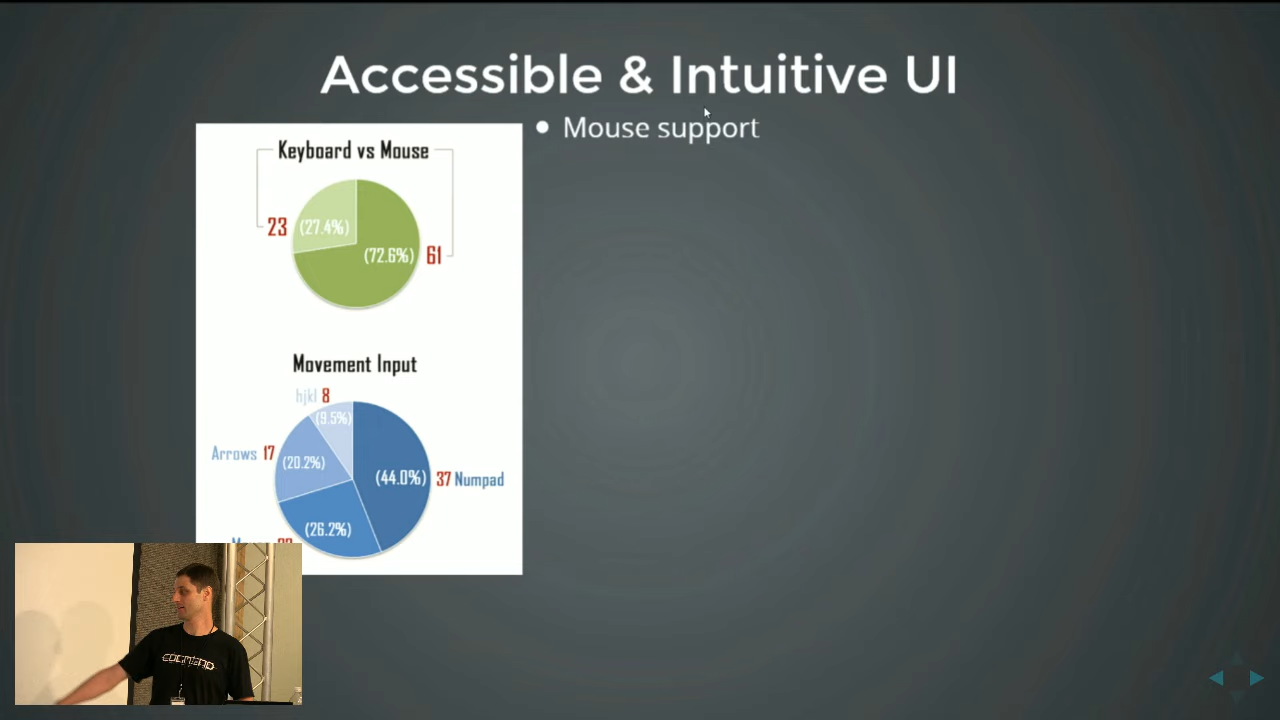 Accessible & Intuitive UI
Mouse support
Keyboard vs Mouse
23 (27.4%)
(72.6%) 61
Movement Input
hjkl 8
(9.5%)
Arrows 17 (20.2%)
(44.0%) 37 Numpad
(26.2%)